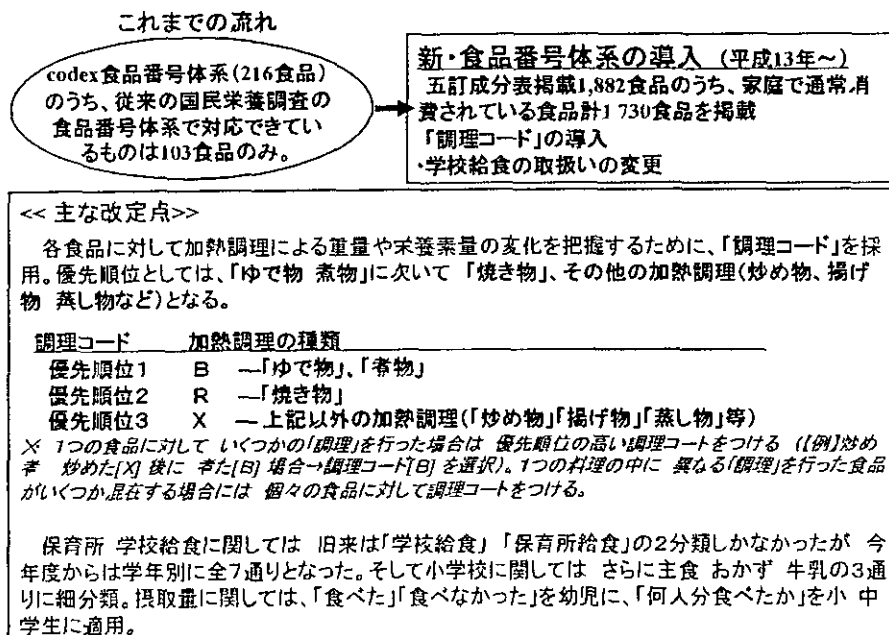 これまでの流れ
codex食品番号体系(216食品)
のうち、従来の国民栄養調査の
食品番号体系で対応できてい
るものは103食品のみ。
新・食品番号体系の導入 (平成13年~)
五訂成分表掲載1,882食品のうち、家庭で通常消
費されている食品計1 730食品を掲載
「調理コード」の導入
・学校給食の取扱いの変更
<< 主な改定点>>
各食品に対して加熱調理による重量や栄養素量の変化を把握するために、「調理コード」を採
用。優先順位としては、「ゆで物 煮物」に次いて 「焼き物」、その他の加熱調理(炒め物、揚げ
物 蒸し物など)となる。
調理コード 加熱調理の種類
優先順位1 B —「ゆで物」、「煮物」
優先順位2 R —「焼き物」
優先順位3 X — 上記以外の加熱調理(「炒め物」「揚げ物」「蒸し物」等)
※ 1つの食品に対して いくつかの「調理」を行った場合は 優先順位の高い調理コートをつける ([例]炒め
煮 炒めた[X] 後に 煮た[B] 場合→調理コード[B] を選択)。1つの料理の中に 異なる「調理」を行った食品
がいくつか混在する場合には 個々の食品に対して調理コートをつける。
保育所 学校給食に関しては 旧来は「学校給食」 「保育所給食」の2分類しかなかったが 今
年度からは学年別に全7通りとなった。そして小学校に関しては さらに主食 おかず 牛乳の3通
りに細分類。摂取量に関しては、「食べた」「食べなかった」を幼児に、「何人分食べたか」を小 中
学生に適用。